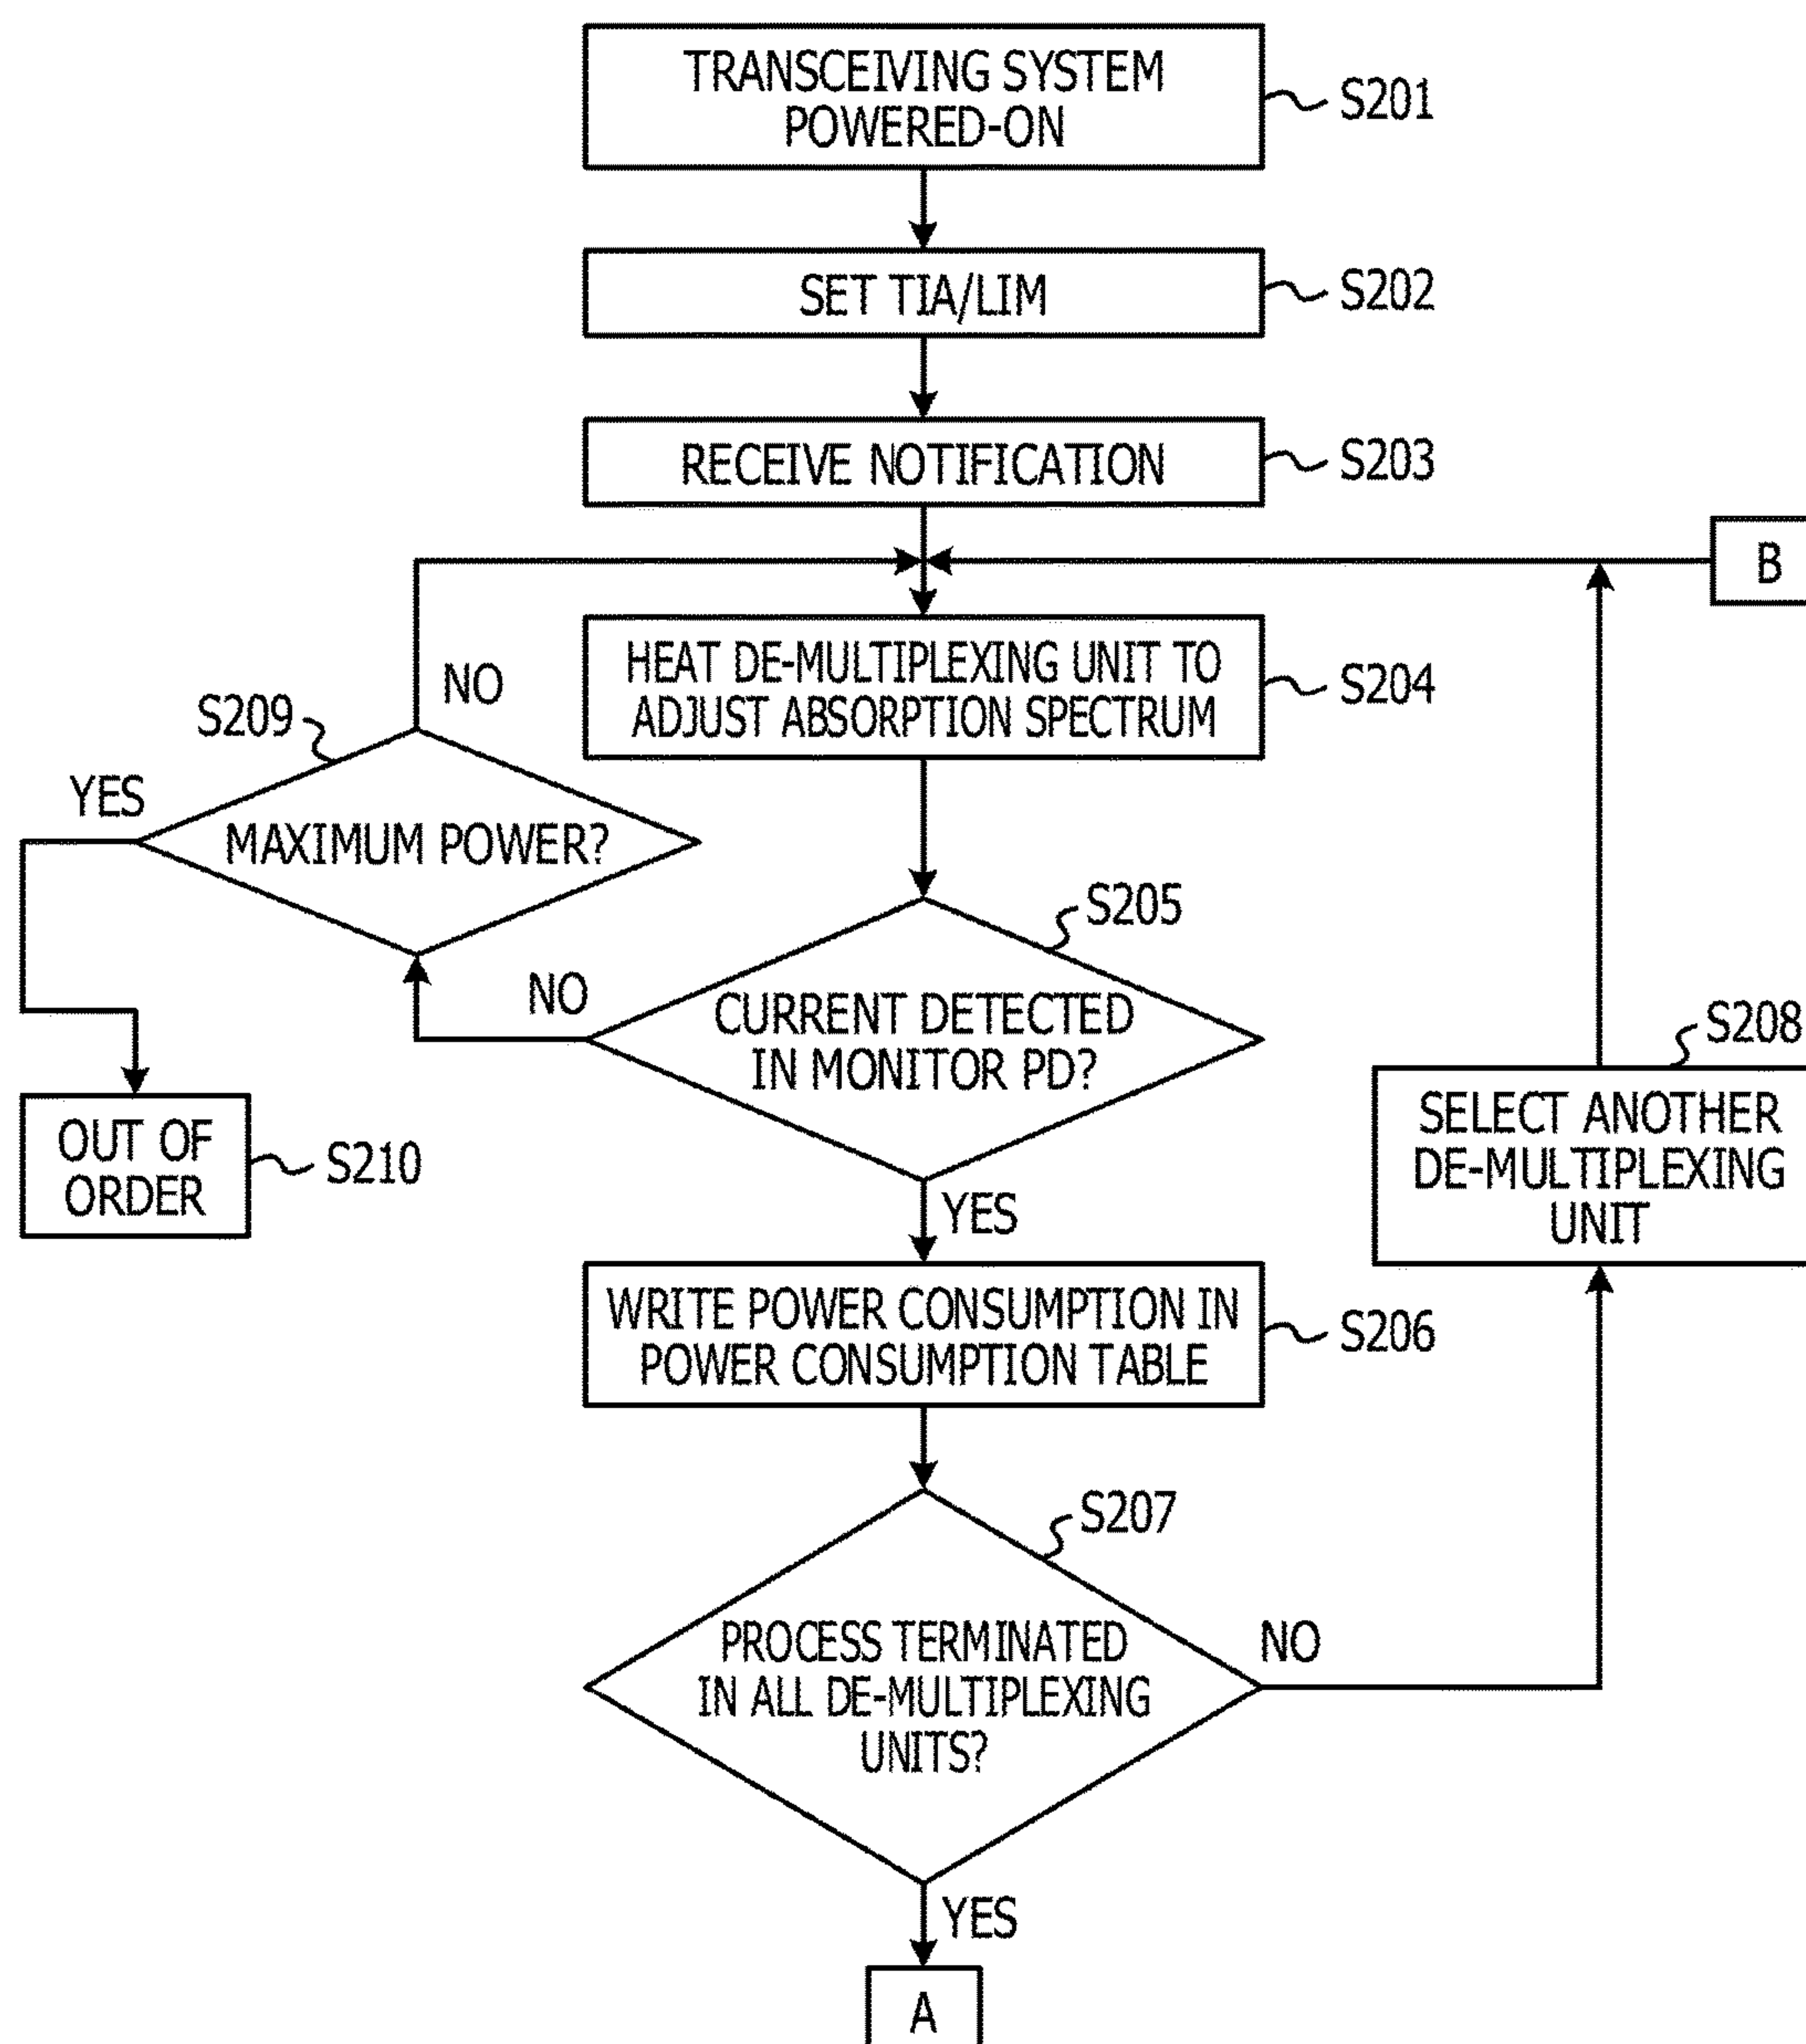 TRANSCEIVING SYSTEM
POWERED-ON
S201
SET TIA/LIM
S202
RECEIVE NOTIFICATION
S203
B
HEAT DE-MULTIPLEXING UNIT TO
ADJUST ABSORPTION SPECTRUM
S204
NO
S209
YES
MAXIMUM POWER?
S205
NO
CURRENT DETECTED
IN MONITOR PD?
S208
SELECT ANOTHER
DE-MULTIPLEXING
UNIT
OUT OF
ORDER
S210
YES
WRITE POWER CONSUMPTION IN
POWER CONSUMPTION TABLE
S206
S207
PROCESS TERMINATED
IN ALL DE-MULTIPLEXING
UNITS?
NO
YES
A